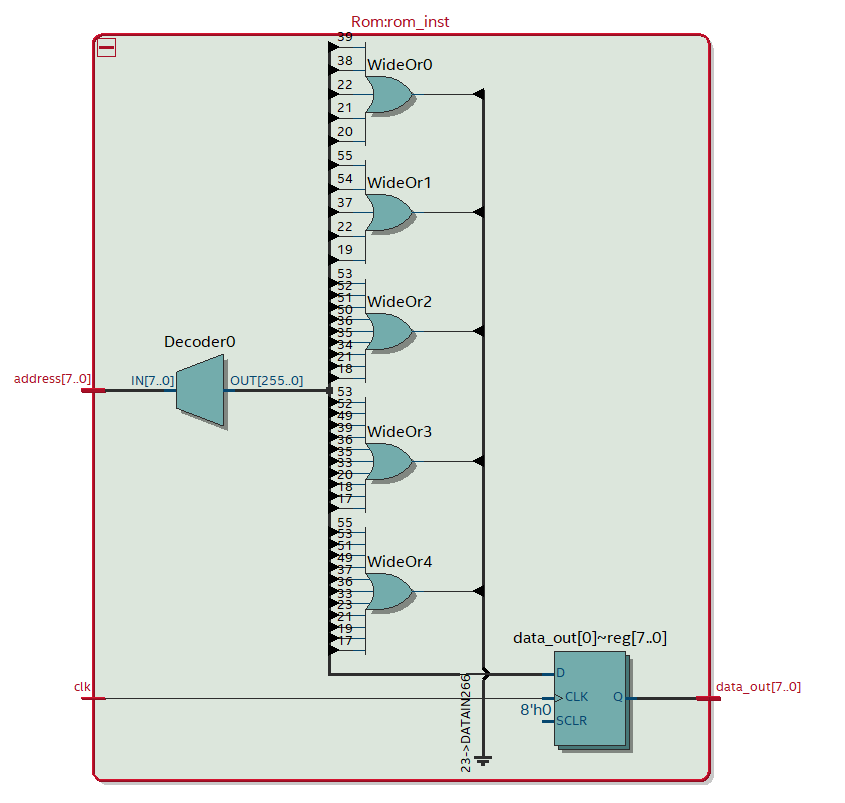 Rom:rom_inst
39
38
WideOr0
22
21
20
55
54
WideOr1
37
22
19
53
52
51
WideOr2
50
36
35
34
21
18
Decoder0
address[7..0]
IN[7..0]
OUT[255..0]
53
52
49
39
WideOr3
36
35
33
20
18
17
55
53
51
49
WideOr4
37
36
33
23
21
19
17
data_out[0]~reg[7..0]
D
clk
CLK
Q
data_out[7..0]
8'h0
SCLR
23->DATAIN266